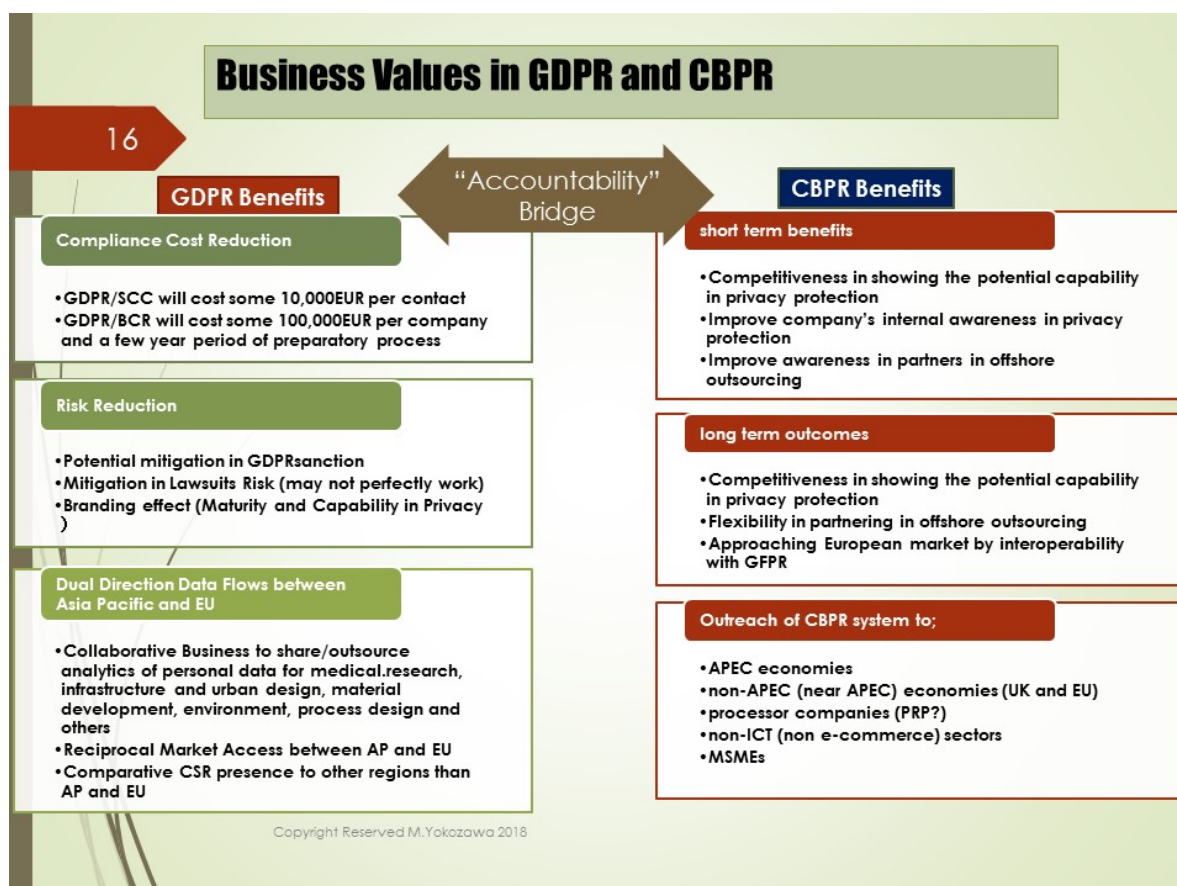 Business Values in GDPR and CBPR
16
"Accountability"
Bridge
GDPR Benefits
Compliance Cost Reduction
•GDPR/SCC will cost some 10,000EUR per contact
•GDPR/BCR will cost some 100,000EUR per company
and a few year period of preparatory process
Risk Reduction
•Potential mitigation in GDPRsanction
•Mitigation in Lawsuits Risk (may not perfectly work)
•Branding effect (Maturity and Capability in Privacy
)
Dual Direction Data Flows between
Asia Pacific and EU
•Collaborative Business to share/outsource
analytics of personal data for medical.research,
infrastructure and urban design, material
development, environment, process design and
others
•Reciprocal Market Access between AP and EU
•Comparative CSR presence to other regions than
AP and EU
CBPR Benefits
short term benefits
•Competitiveness in showing the potential capability
in privacy protection
•Improve company's internal awareness in privacy
protection
•Improve awareness in partners in offshore
outsourcing
long term outcomes
•Competitiveness in showing the potential capability
in privacy protection
•Flexibility in partnering in offshore outsourcing
•Approaching European market by interoperability
with GFPR
Outreach of CBPR system to;
•APEC economies
•non-APEC (near APEC) economies (UK and EU)
•processor companies (PRP?)
•non-ICT (non e-commerce) sectors
•MSMEs
Copyright Reserved M.Yokozawa 2018